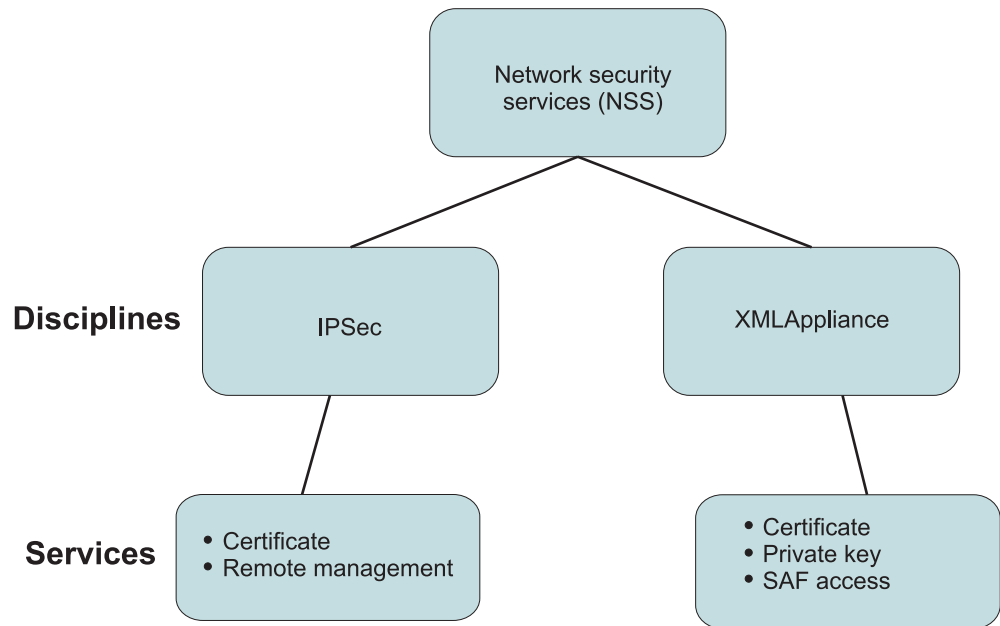 Network security
services (NSS)
Disciplines
IPSec
XMLAppliance
Services
• Certificate
• Remote management
• Certificate
• Private key
• SAF access